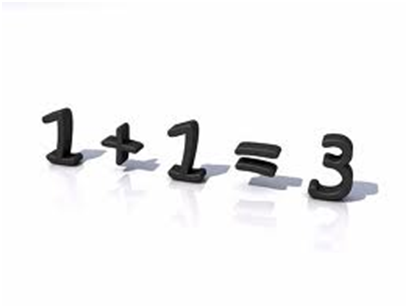 1 + 1 = 3